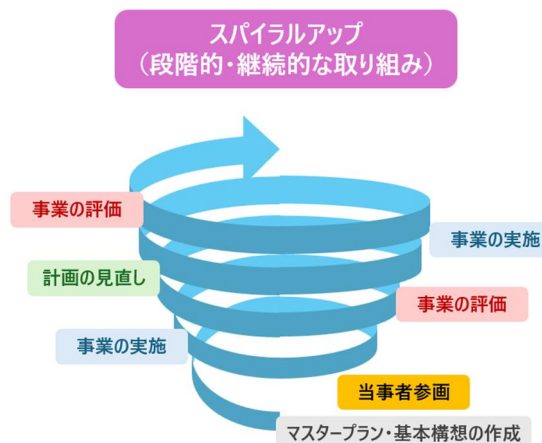 スパイラルアップ
（段階的・継続的な取り組み）
事業の評価
事業の実施
計画の見直し
事業の評価
事業の実施
当事者参画
マスタープラン・基本構想の作成